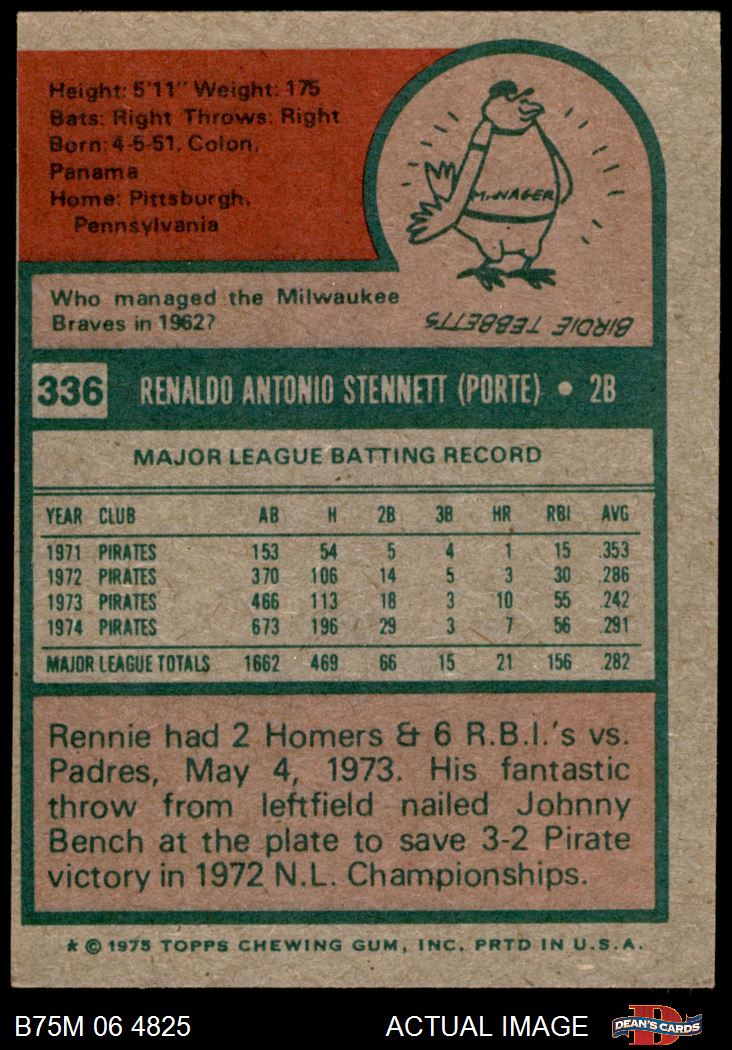 Height: 5'11" Weight: 175
Bats: Right Throws: Right
Born: 4-5-51, Colon,
Panama
Home: Pittsburgh,
Pennsylvania
MANAGER
Who managed the Milwaukee
Braves in 1962?
BIRDIE TEBBETTS
336 RENALDO ANTONIO STENNETT (PORTE) • 2B
MAJOR LEAGUE BATTING RECORD
YEAR CLUB AB H 2B 3B HR RBI AVG
1971 PIRATES 153 54 5 4 1 15 .353
1972 PIRATES 370 106 14 5 3 30 .286
1973 PIRATES 466 113 18 3 10 55 .242
1974 PIRATES 673 196 29 3 7 56 .291
MAJOR LEAGUE TOTALS 1662 469 66 15 21 156 .282
Rennie had 2 Homers & 6 R.B.I.'s vs.
Padres, May 4, 1973. His fantastic
throw from leftfield nailed Johnny
Bench at the plate to save 3-2 Pirate
victory in 1972 N.L. Championships.
* © 1975 TOPPS CHEWING GUM, INC. PRTD IN U.S.A.
B75M 06 4825 ACTUAL IMAGE
D
DEAN'S CARDS